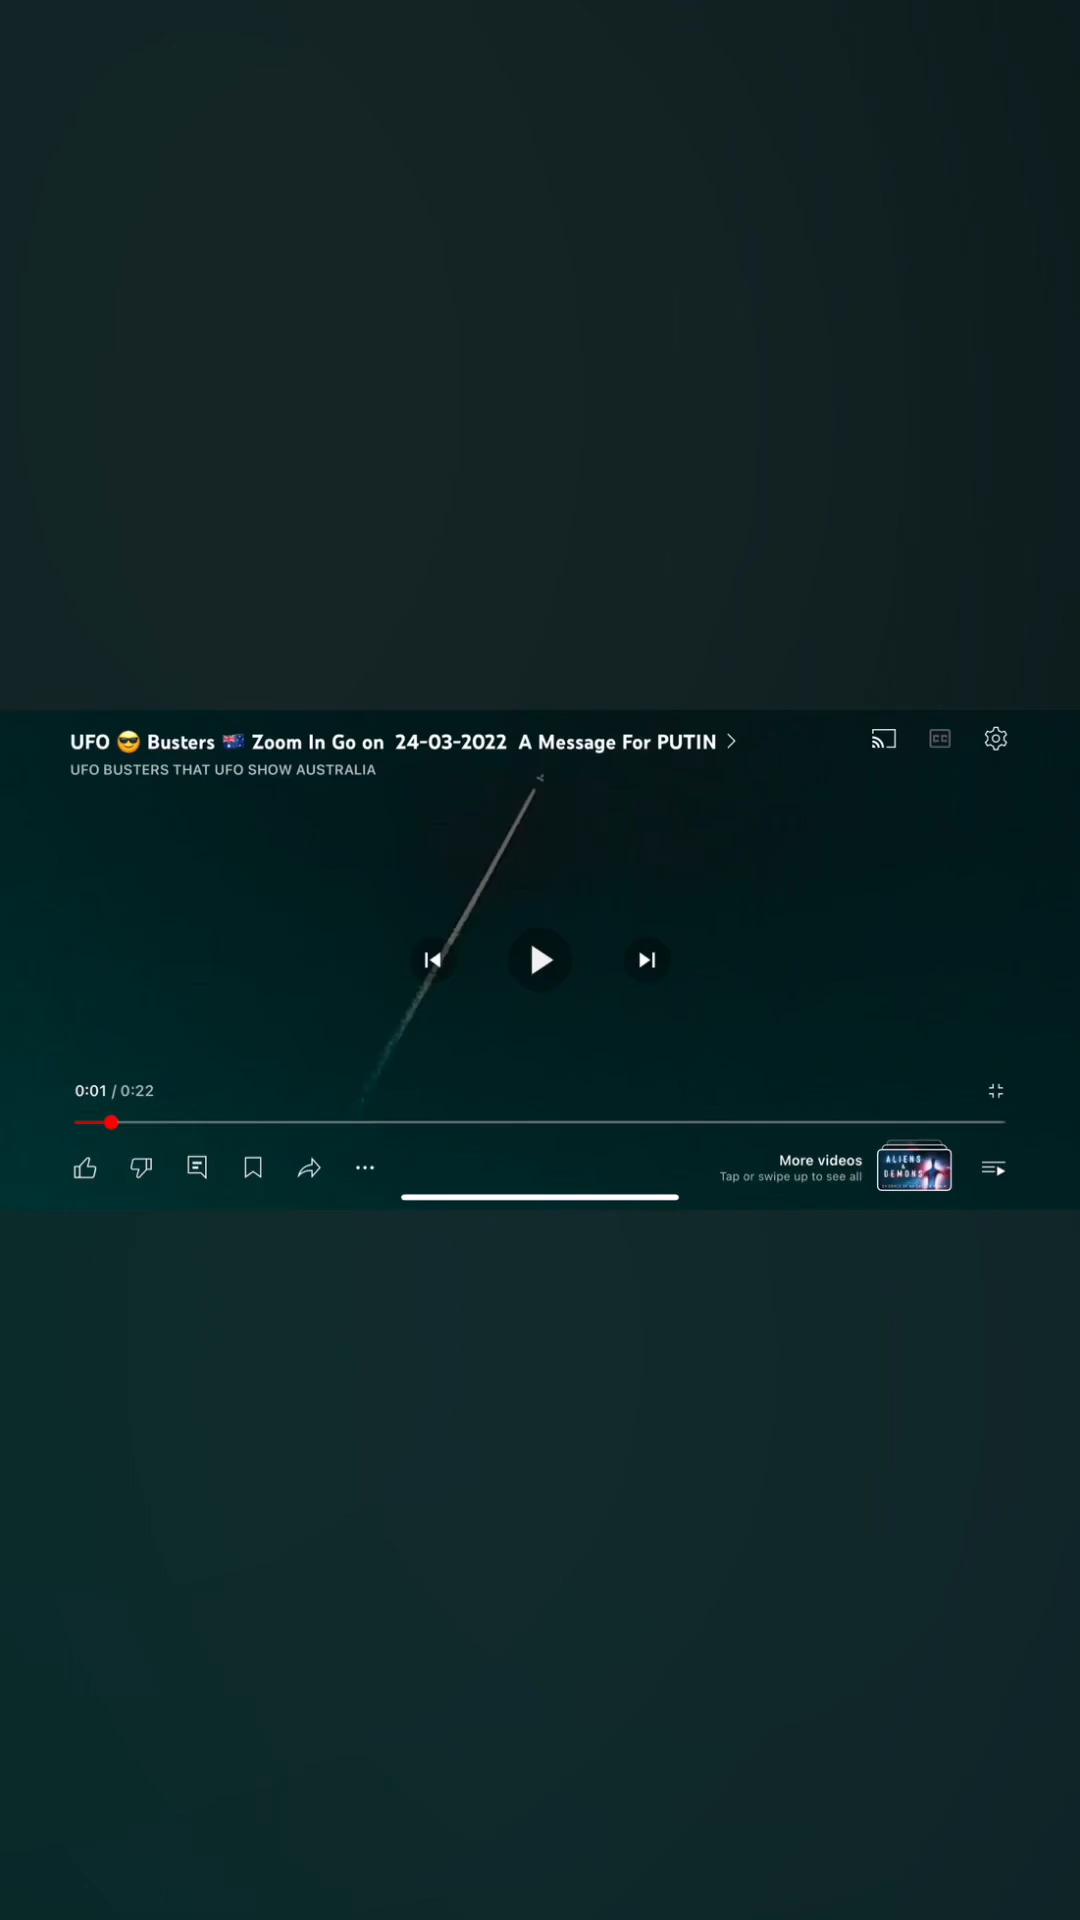 UFO 😎 Busters 🇦🇺 Zoom In Go on 24-03-2022 A Message For PUTIN
UFO BUSTERS THAT UFO SHOW AUSTRALIA
CC
0:01 / 0:22
More videos
Tap or swipe up to see all
ALIENS
&
DEMONS